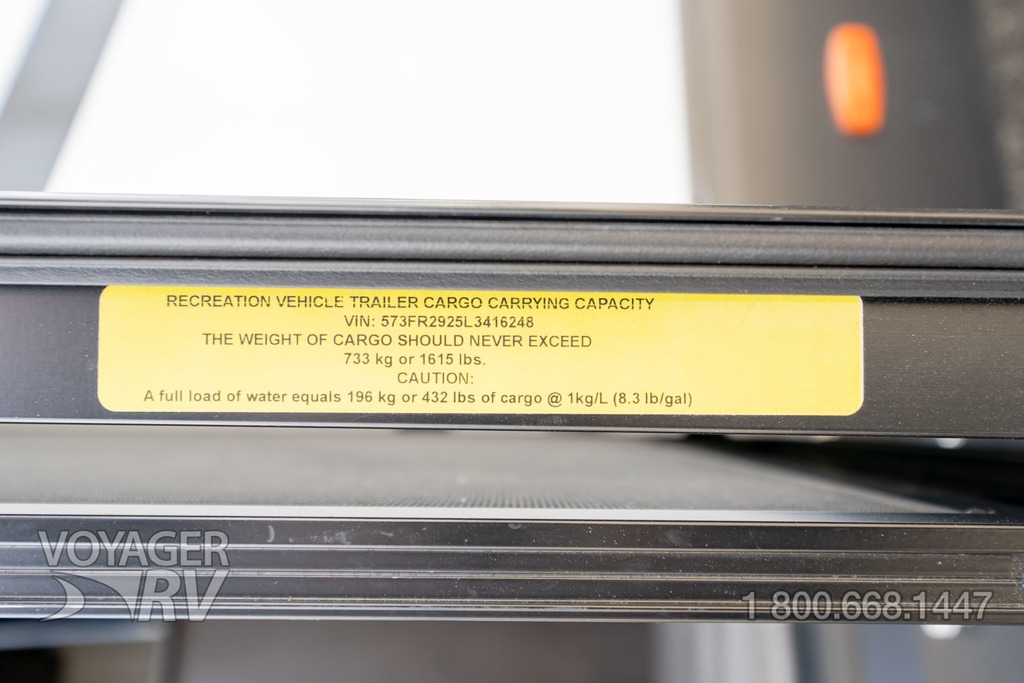 RECREATION VEHICLE TRAILER CARGO CARRYING CAPACITY
VIN: 573FR2925L3416248
THE WEIGHT OF CARGO SHOULD NEVER EXCEED
733 kg or 1615 lbs.
CAUTION:
A full load of water equals 196 kg or 432 lbs of cargo @ 1kg/L (8.3 lb/gal)
VOYAGER
RV
1 800.668.1447